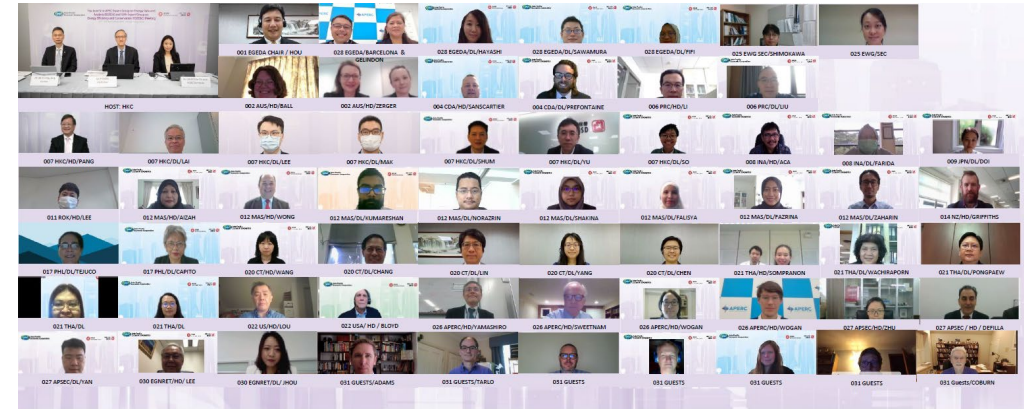 001 EGEDA CHAIR / HOU
028 EGEDA/BARCELONA &
GELINDON
028 EGEDA/DL/HAYASHI
028 EGEDA/DL/SAWAMURA
028 EGEDA/DL/FIFI
025 EWG SEC/SHIMOKAWA
025 EWG/SEC
HOST: HKC
002 AUS/HD/BALL
002 AUS/HD/ZERGER
004 CDA/HD/SANSCARTIER
004 CDA/DL/PREFONTAINE
006 PRC/HD/LI
006 PRC/DL/LIU
007 HKC/HD/PANG
007 HKC/DL/LAI
007 HKC/DL/LEE
007 HKC/DL/MAK
007 HKC/DL/SHUM
007 HKC/DL/YU
007 HKC/DL/SO
008 INA/HD/ACA
008 INA/DL/FARIDA
009 JPN/DL/DOI
011 ROK/HD/LEE
012 MAS/HD/AIZAH
012 MAS/HD/WONG
012 MAS/DL/KUMARESHAN
012 MAS/DL/NORAZRIN
012 MAS/DL/SHAKINA
012 MAS/DL/FALISYA
012 MAS/DL/FAZRINA
012 MAS/DL/ZAHARIN
014 NZ/HD/GRIFFITHS
017 PHL/DL/TEJUCO
017 PHL/DL/CAPITO
020 CT/HD/WANG
020 CT/DL/CHANG
020 CT/DL/LIN
020 CT/DL/YANG
020 CT/DL/CHEN
021 THA/HD/SOMPRANON
021 THA/DL/WACHIRAPORN
021 THA/DL/PONGPAEW
021 THA/DL
021 THA/DL
022 US/HD/LOU
022 USA/ HD / BLOYD
026 APERC/HD/YAMASHIRO
026 APERC/HD/SWEETNAM
026 APERC/HD/WOGAN
026 APERC/HD/WOGAN
027 APSEC/HD/ZHU
027 APSEC / HD / DEFILLA
027 APSEC/DL/YAN
030 EGNRET/HD/ LEE
030 EGNRET/DL/ JHOU
031 GUESTS/ADAMS
031 GUESTS/TARLO
031 GUESTS
031 GUESTS
031 GUESTS
031 GUESTS
031 Guests/COBURN